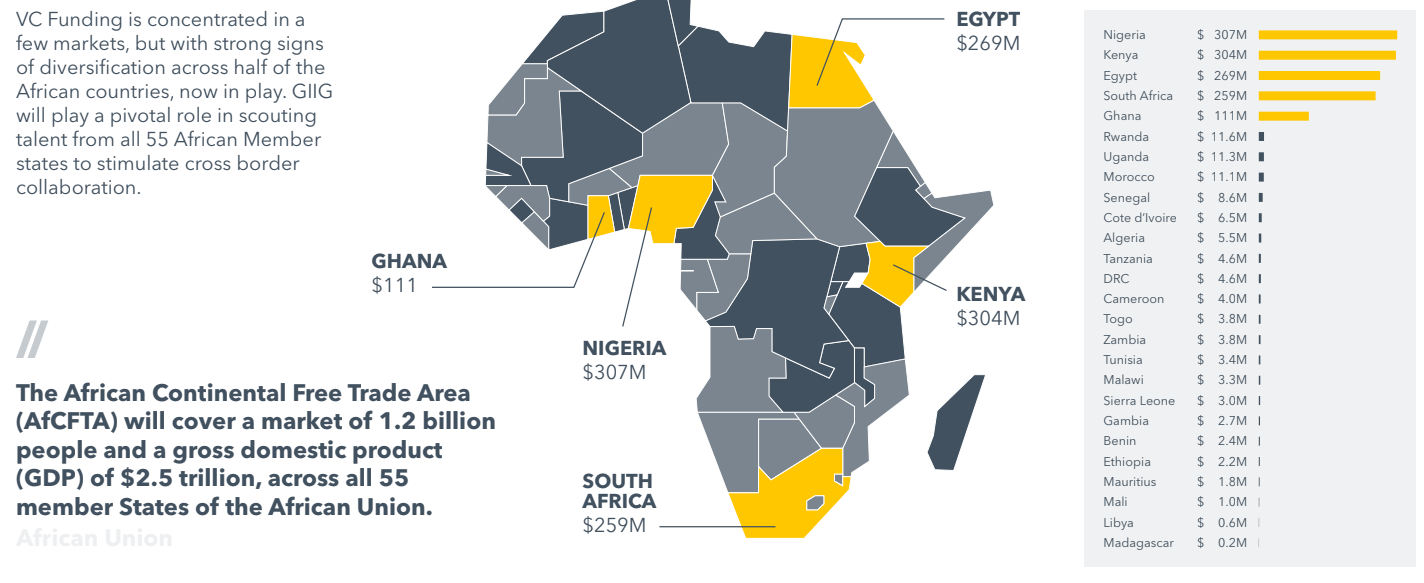 VC Funding is concentrated in a
few markets, but with strong signs
of diversification across half of the
African countries, now in play. GIIG
will play a pivotal role in scouting
talent from all 55 African Member
states to stimulate cross border
collaboration.
//
The African Continental Free Trade Area
(AfCFTA) will cover a market of 1.2 billion
people and a gross domestic product
(GDP) of $2.5 trillion, across all 55
member States of the African Union.
African Union
EGYPT
$269M
GHANA
$111
KENYA
$304M
NIGERIA
$307M
SOUTH
AFRICA
$259M
Nigeria $ 307M
Kenya $ 304M
Egypt $ 269M
South Africa $ 259M
Ghana $ 111M
Rwanda $ 11.6M
Uganda $ 11.3M
Morocco $ 11.1M
Senegal $ 8.6M
Cote d'Ivoire $ 6.5M
Algeria $ 5.5M
Tanzania $ 4.6M
DRC $ 4.6M
Cameroon $ 4.0M
Togo $ 3.8M
Zambia $ 3.8M
Tunisia $ 3.4M
Malawi $ 3.3M
Sierra Leone $ 3.0M
Gambia $ 2.7M
Benin $ 2.4M
Ethiopia $ 2.2M
Mauritius $ 1.8M
Mali $ 1.0M
Libya $ 0.6M
Madagascar $ 0.2M